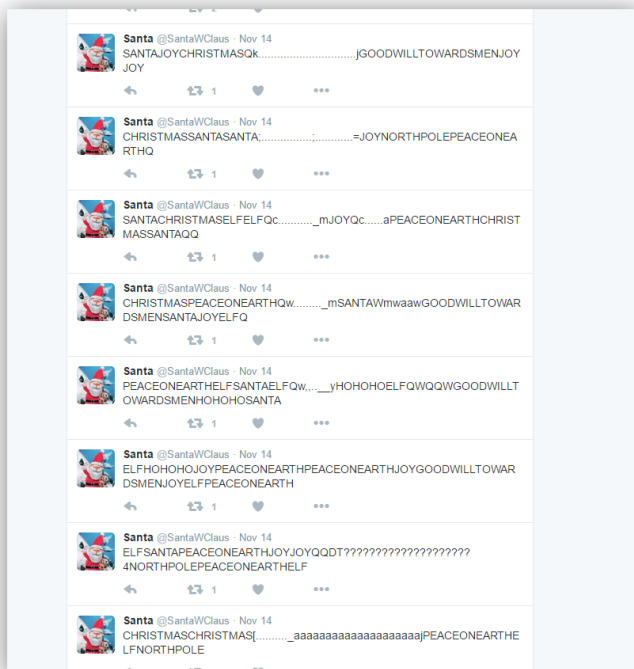 Santa @SantaWClaus · Nov 14
SANTAJOYCHRISTMASQk...............................jGOODWILLTOWARDSMENJOY
JOY
1
Santa @SantaWClaus · Nov 14
CHRISTMASSANTASANTA;................;............=JOYNORTHPOLEPEACEONEA
RTHQ
1
Santa @SantaWClaus · Nov 14
SANTACHRISTMASELFELFQc..........._mJOYQc......aPEACEONEARTHCHRIST
MASSANTAQQ
1
Santa @SantaWClaus · Nov 14
CHRISTMASPEACEONEARTHQw........._mSANTAWmwaawGOODWILLTOWAR
DSMENSANTAJOYELFQ
1
Santa @SantaWClaus · Nov 14
PEACEONEARTHELFSANTAELFQw,,..__yHOHOHOELFQWQQWGOODWILLT
OWARDSMENHOHOHOSANTA
1
Santa @SantaWClaus · Nov 14
ELFHOHOHOJOYPEACEONEARTHPEACEONEARTHJOYGOODWILLTOWAR
DSMENJOYELFPEACEONEARTH
1
Santa @SantaWClaus · Nov 14
ELFSANTAPEACEONEARTHJOYJOYQQDT????????????????????
4NORTHPOLEPEACEONEARTHELF
1
Santa @SantaWClaus · Nov 14
CHRISTMASCHRISTMAS[.........._aaaaaaaaaaaaaaaaaaaaajPEACEONEARTHE
LFNORTHPOLE